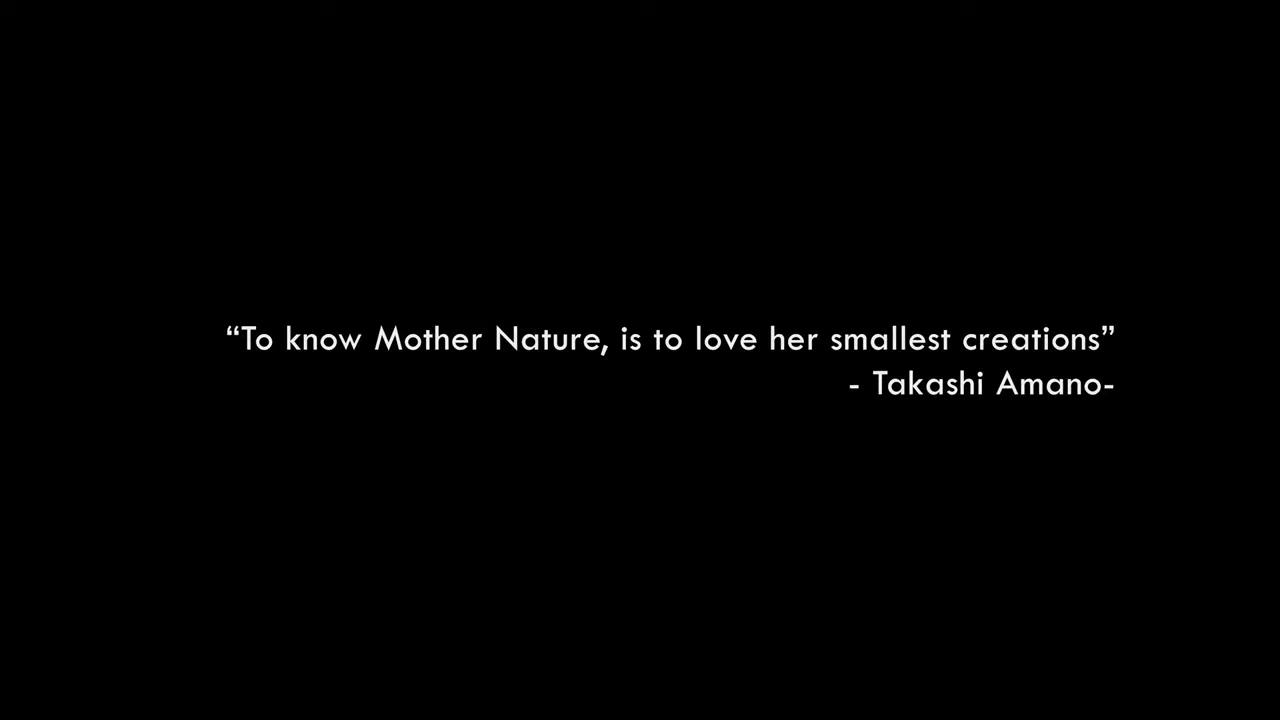 “To know Mother Nature, is to love her smallest creations”
- Takashi Amano-